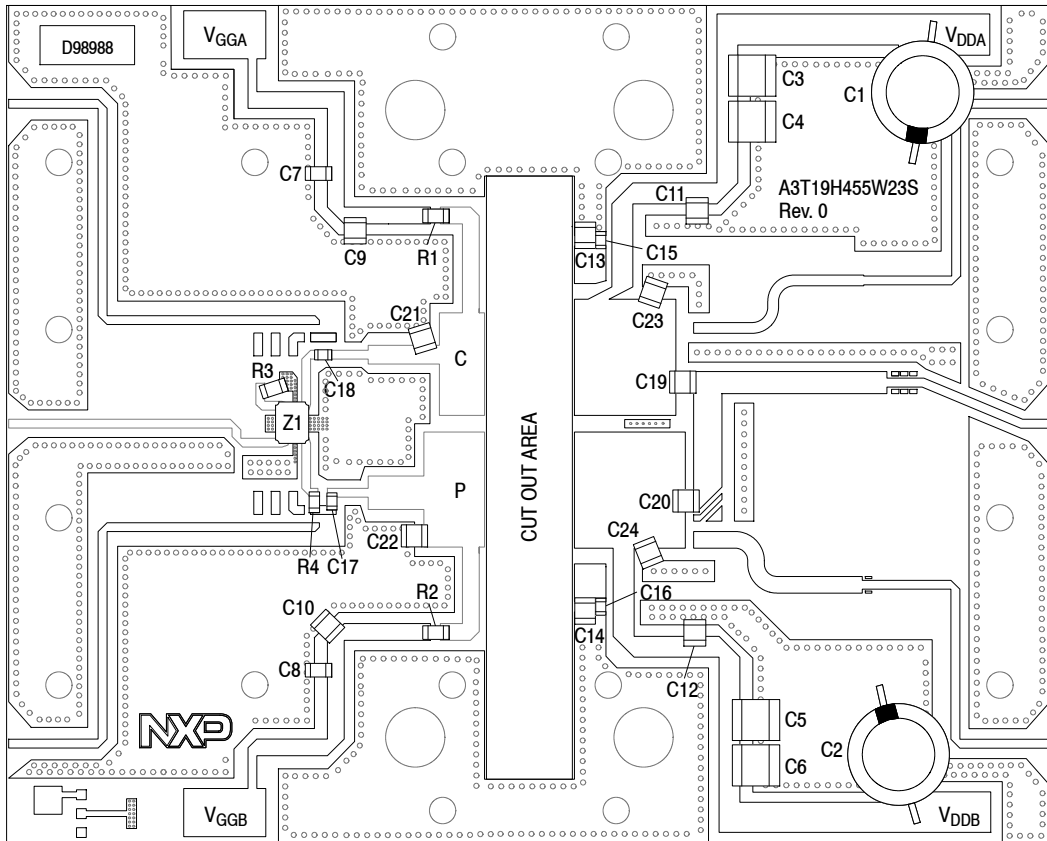 D98988
VGGA
VDDA
C3
C1
C4
C7
A3T19H455W23S
Rev. 0
C11
C9
R1
C13
C15
C21
C23
C
R3
C18
C19
Z1
CUT OUT AREA
P
C20
C22
C24
R4
C17
C10
R2
C16
C14
C8
C12
NXP
C5
C2
C6
VGGB
VDDB